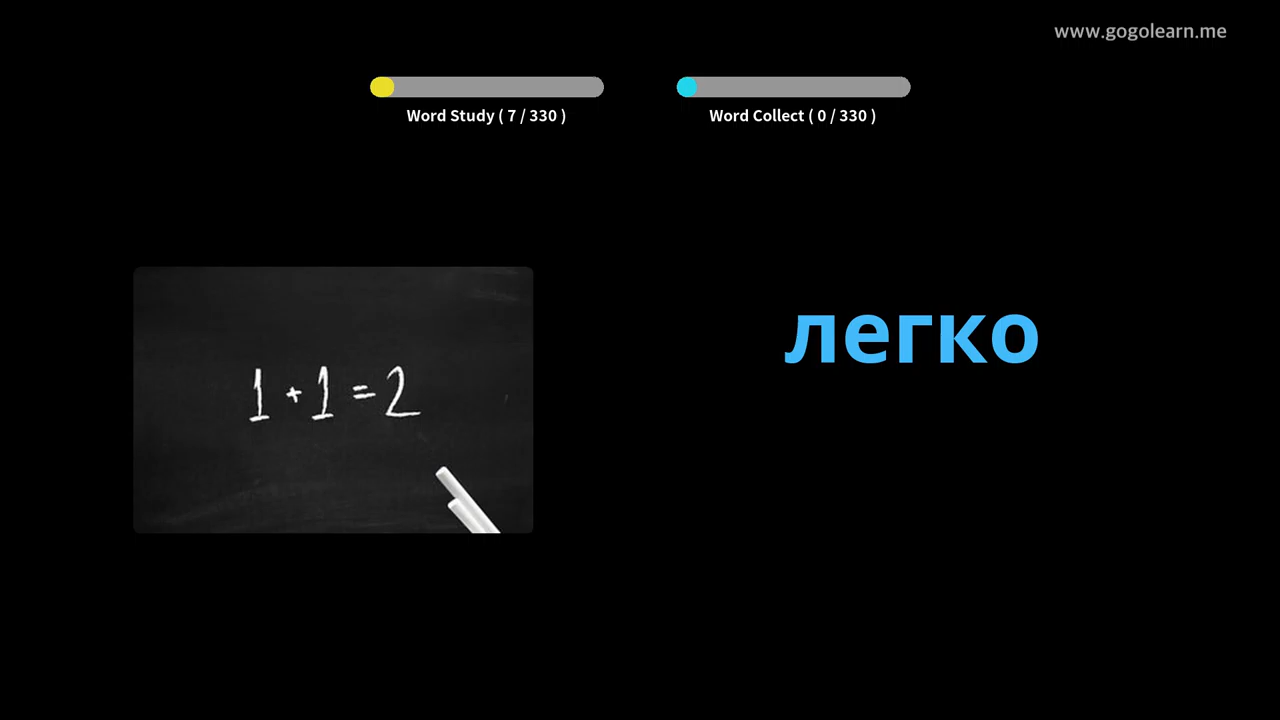 www.gogolearn.me
Word Study ( 7 / 330 )
Word Collect ( 0 / 330 )
1 + 1 = 2
легко